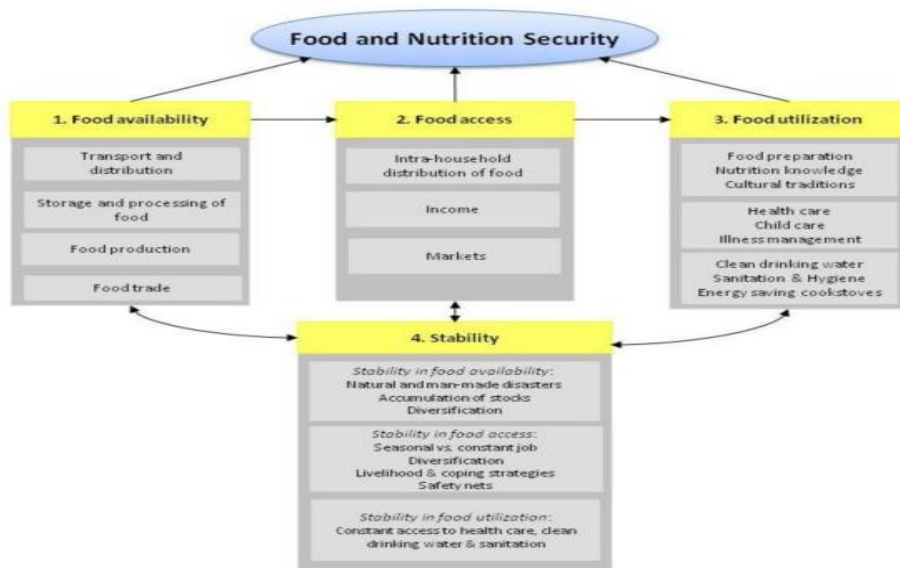 Food and Nutrition Security
1. Food availability
Transport and
distribution
Storage and processing of
food
Food production
Food trade
2. Food access
Intra-household
distribution of food
Income
Markets
3. Food utilization
Food preparation
Nutrition knowledge
Cultural traditions
Health care
Child care
Illness management
Clean drinking water
Sanitation & Hygiene
Energy saving cookstoves
4. Stability
Stability in food availability:
Natural and man-made disasters
Accumulation of stocks
Diversification
Stability in food access:
Seasonal vs. constant job
Diversification
Livelihood & coping strategies
Safety nets
Stability in food utilization:
Constant access to health care, clean
drinking water & sanitation